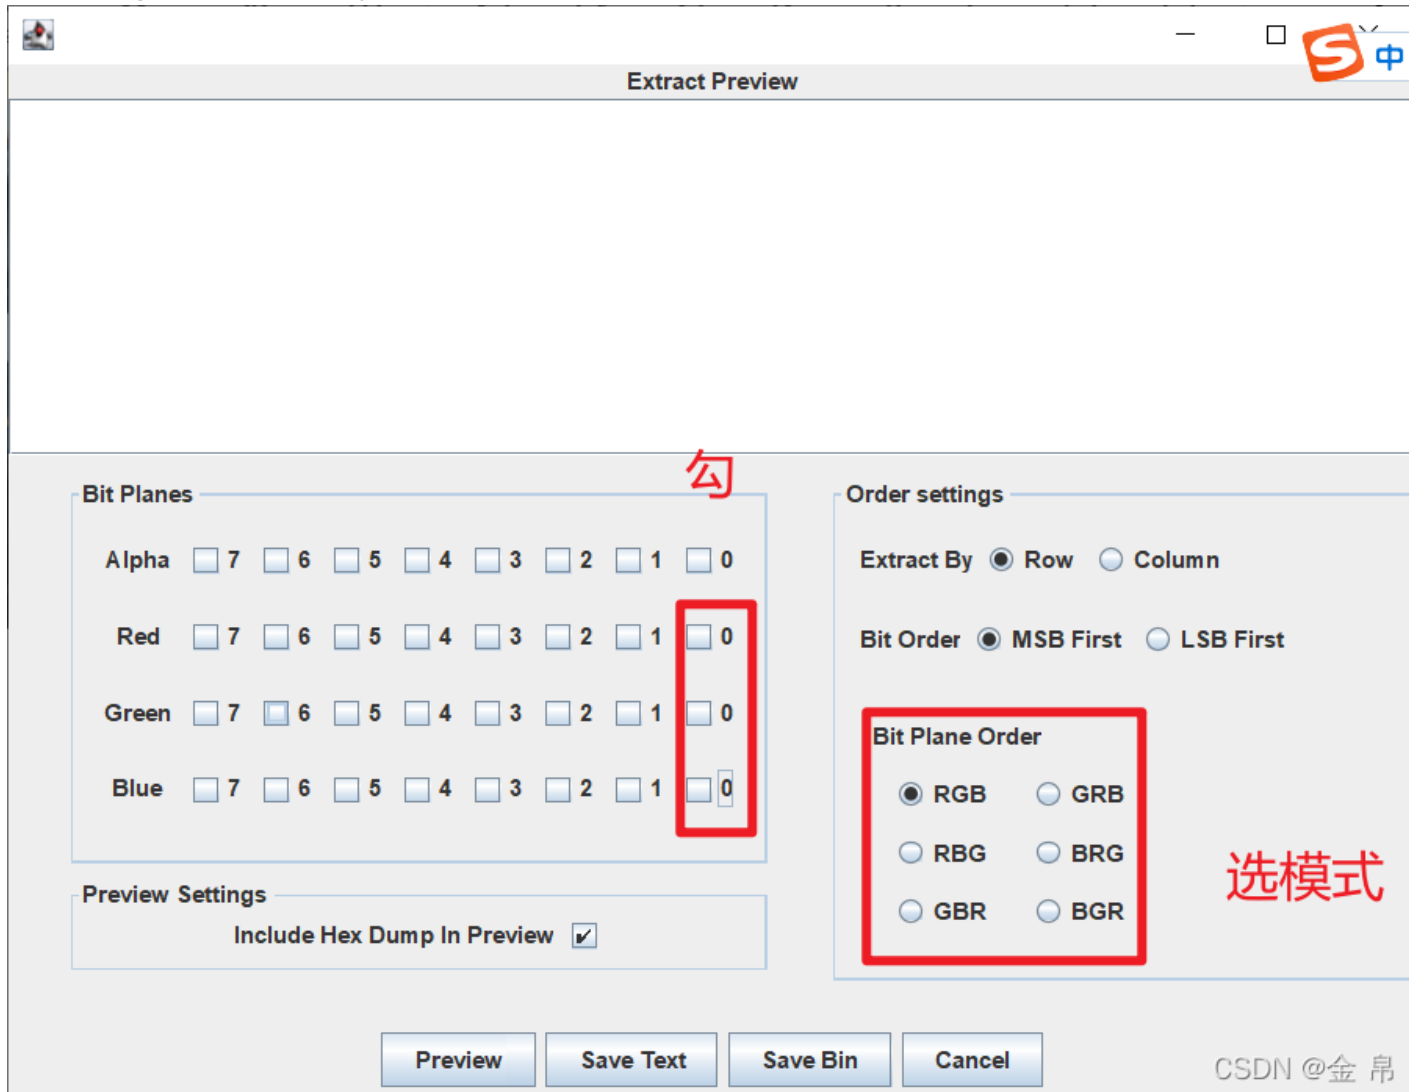 中
Extract Preview
勾
Bit Planes
Alpha 7 6 5 4 3 2 1 0
Red 7 6 5 4 3 2 1 0
Green 7 6 5 4 3 2 1 0
Blue 7 6 5 4 3 2 1 0
Preview Settings
Include Hex Dump In Preview
Order settings
Extract By Row Column
Bit Order MSB First LSB First
Bit Plane Order
RGB GRB
RBG BRG
GBR BGR
选模式
Preview Save Text Save Bin Cancel
CSDN @金 帛